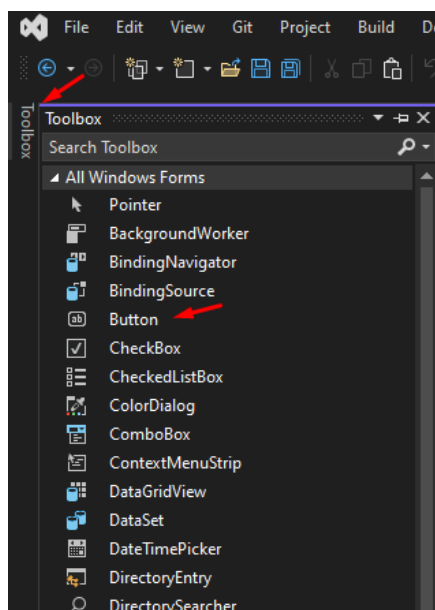 File Edit View Git Project Build
Toolbox
Toolbox
Search Toolbox
All Windows Forms
Pointer
BackgroundWorker
BindingNavigator
BindingSource
ab Button
CheckBox
CheckedListBox
ColorDialog
ComboBox
ContextMenuStrip
DataGridView
DataSet
DateTimePicker
DirectoryEntry
DirectorySearcher